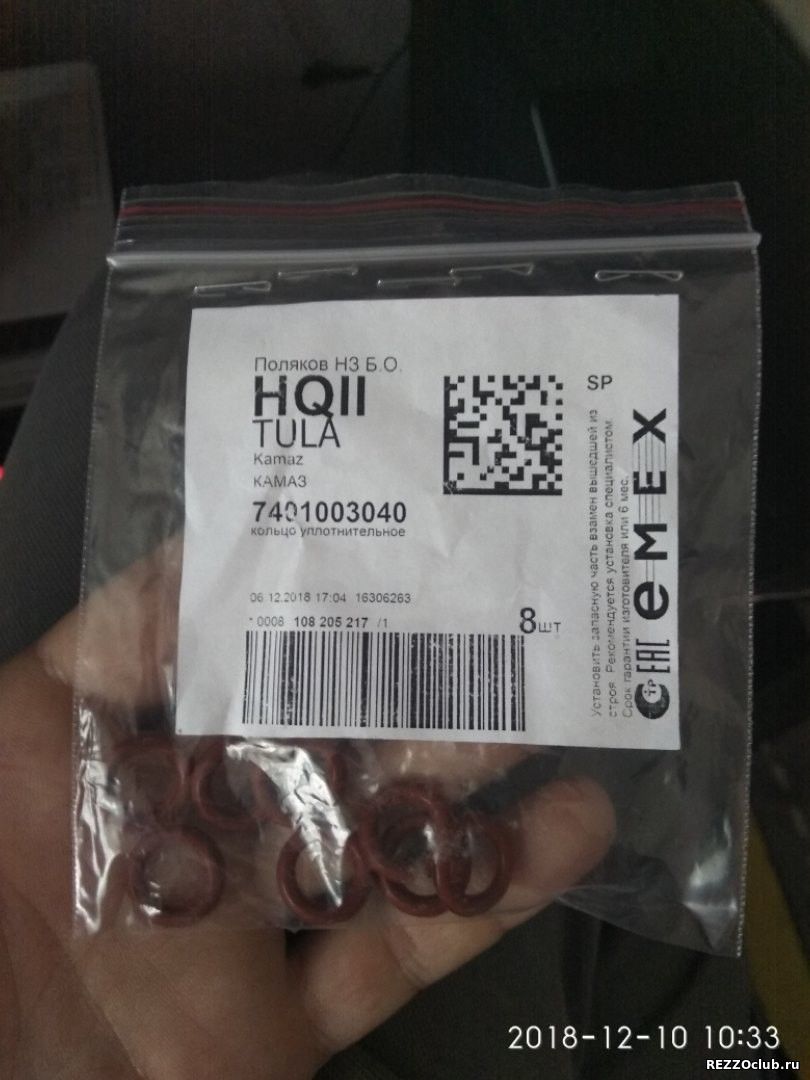 Поляков НЗ Б.О.
HQII
TULA
Kamaz
КАМАЗ
7401003040
кольцо уплотнительное
06.12.2018 17:04 16306263
* 0008 108 205 217 /1
8шт
SP
Установить запасную часть взамен вышедшей из
строя. Рекомендуется установка специалистом.
Срок гарантии изготовителя или 6 мес.
EAC
emex
2018-12-10 10:33
REZZOclub.ru